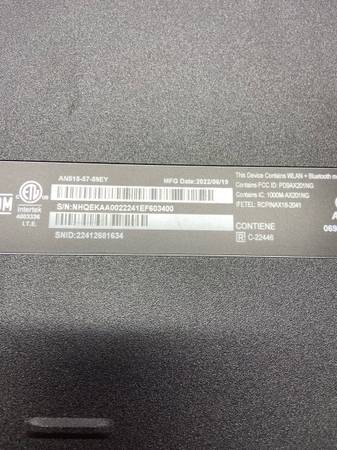 AN515-57-59EY
MFG Date:2022/06/19
S/N:NHQEKAA0022241EF603400
SNID:22412681634
Intertek
4003336
I.T.E.
This Device Contains WLAN + Bluetooth
Contains FCC ID: PD9AX201NG
Contains IC: 1000M-AX201NG
IFETEL: RCPINAX18-2041
CONTIENE
R C-22446